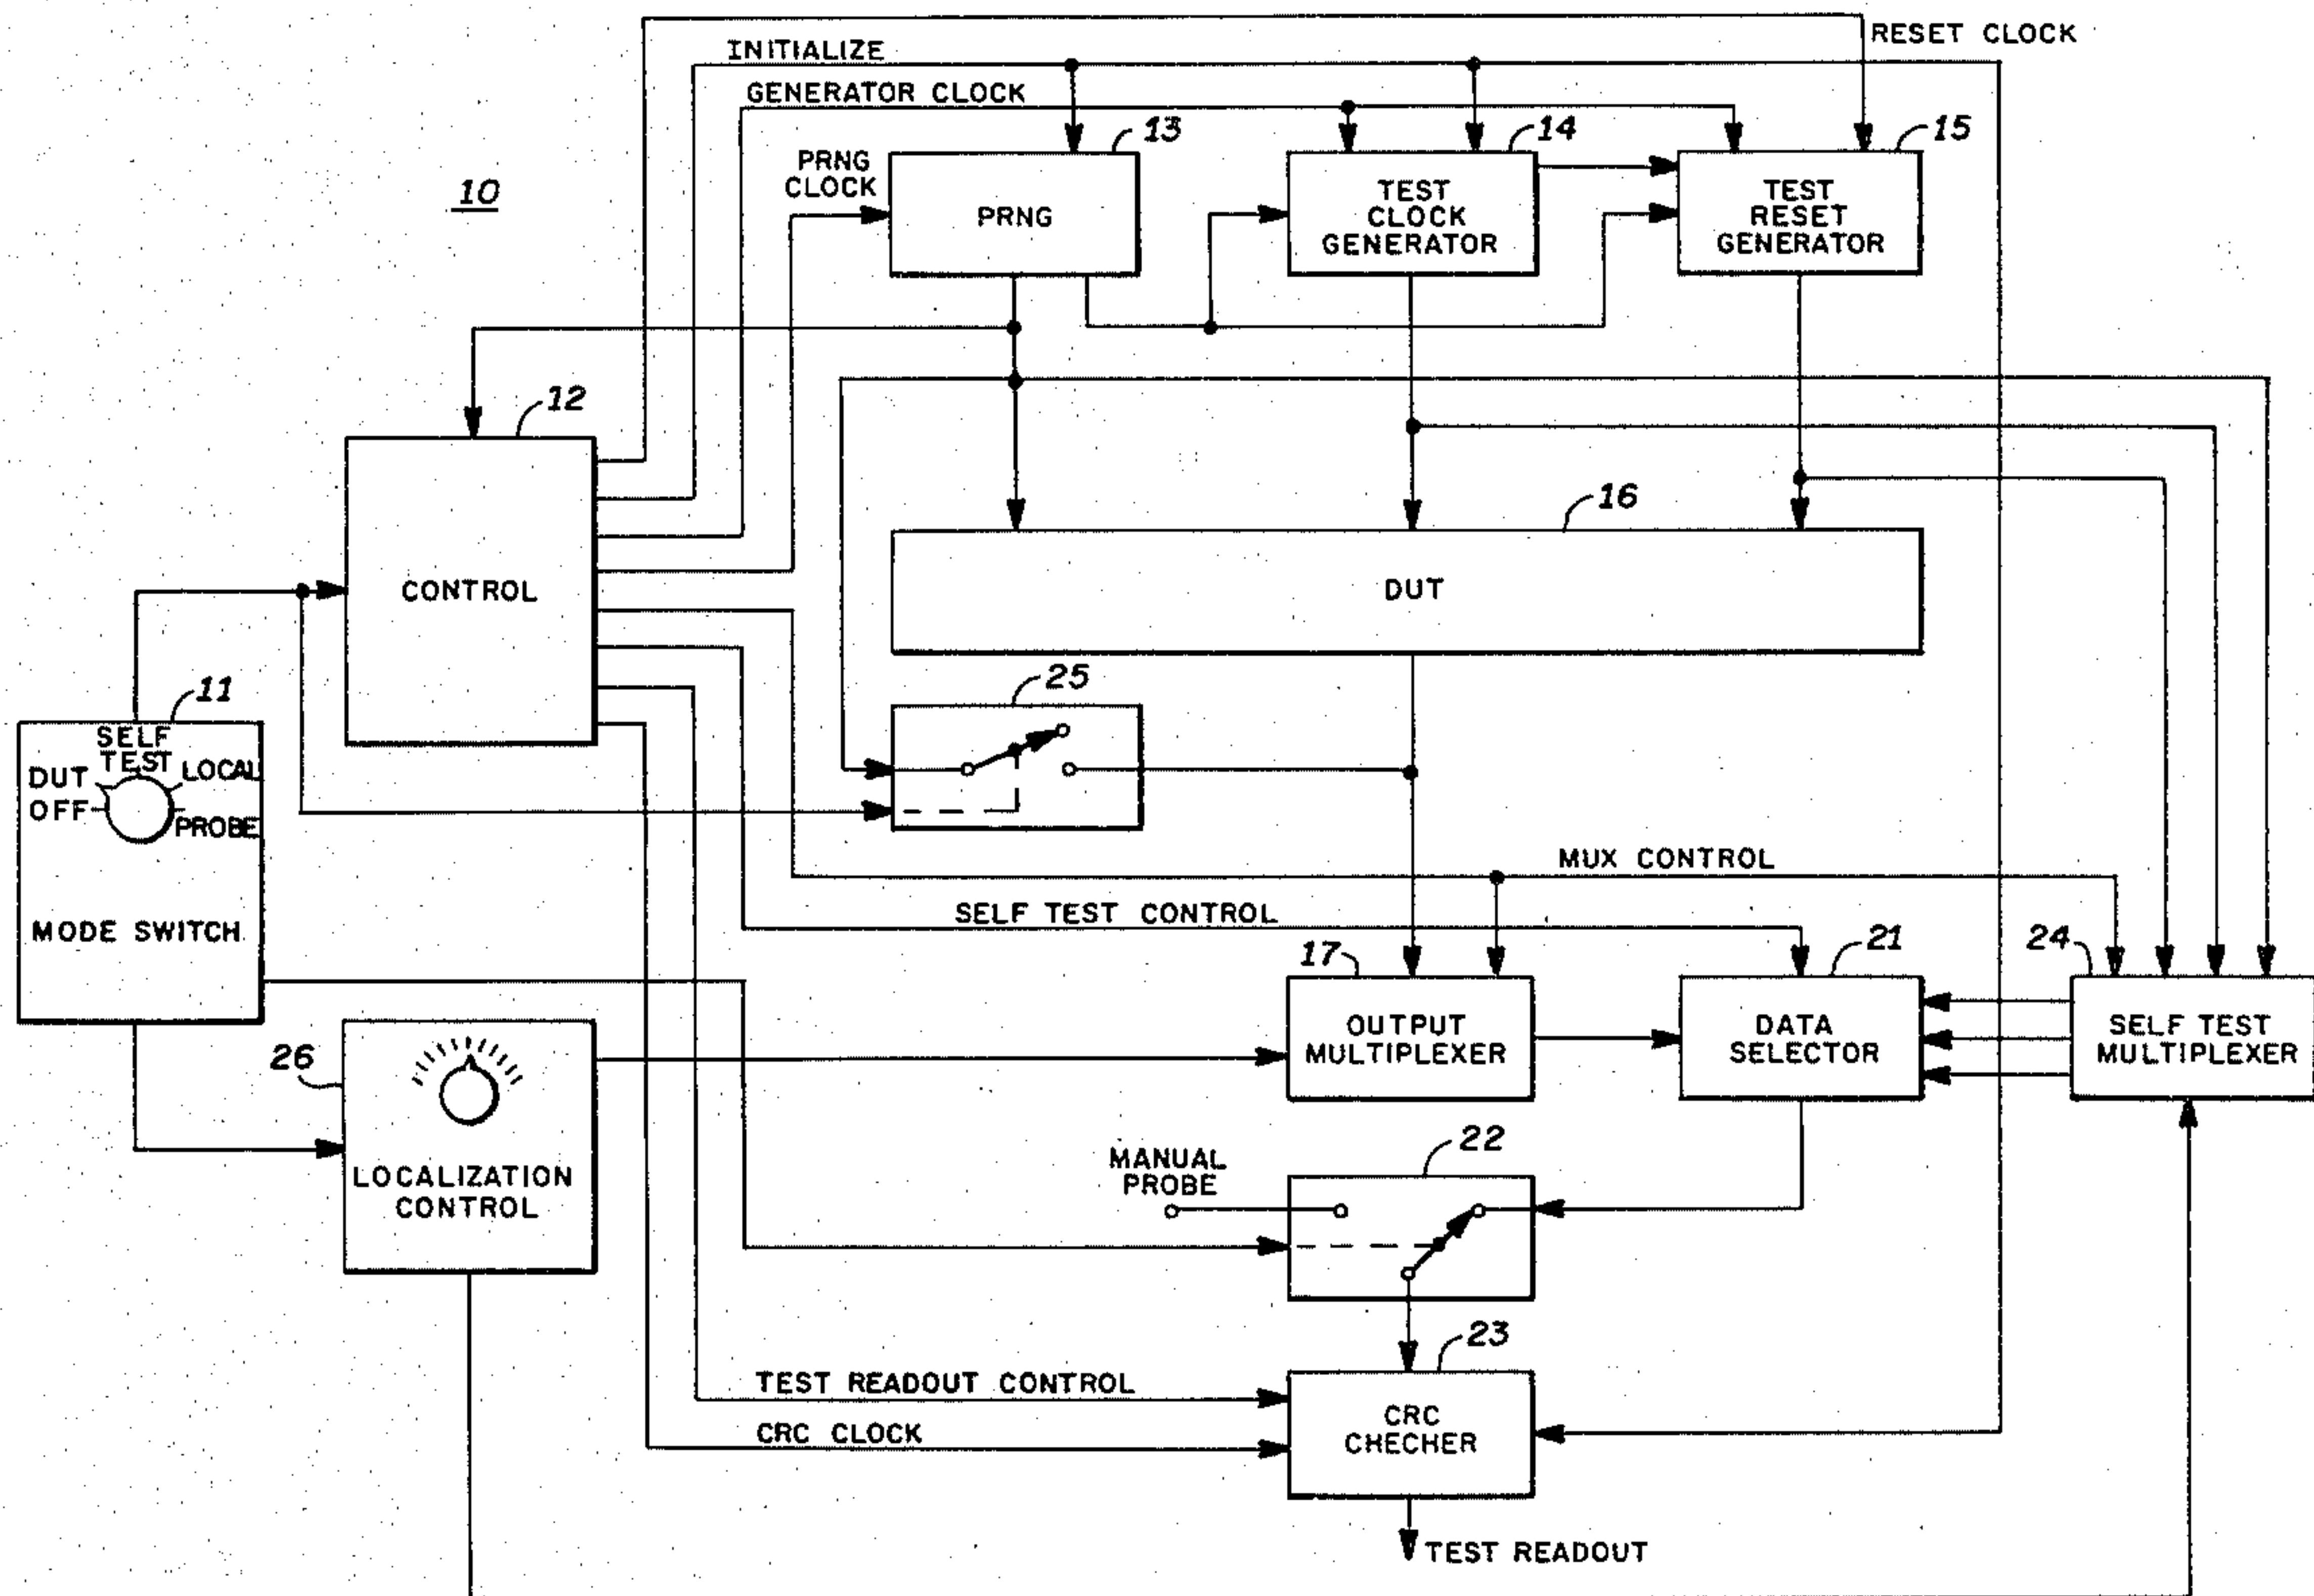 RESET CLOCK
INITIALIZE
GENERATOR CLOCK
13
14
15
PRNG
CLOCK
10
PRNG
TEST
CLOCK
GENERATOR
TEST
RESET
GENERATOR
12
16
CONTROL
DUT
11
25
SELF
TEST
DUT
LOCAL
OFF
PROBE
MODE SWITCH
MUX CONTROL
SELF TEST CONTROL
17
21
24
OUTPUT
MULTIPLEXER
DATA
SELECTOR
SELF TEST
MULTIPLEXER
26
LOCALIZATION
CONTROL
MANUAL
PROBE
22
23
TEST READOUT CONTROL
CRC CLOCK
CRC
CHECHER
TEST READOUT